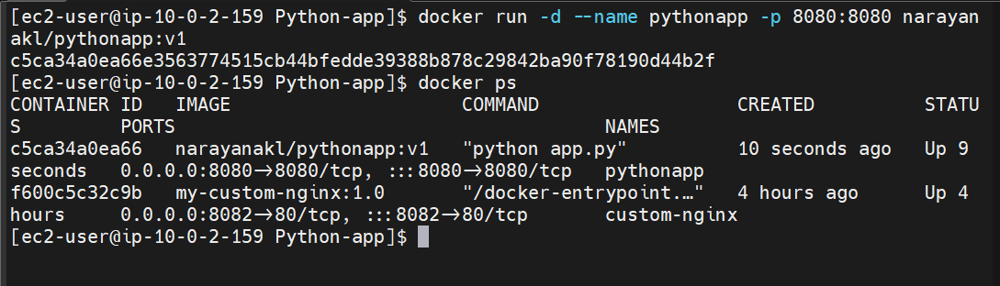 [ec2-user@ip-10-0-2-159 Python-app]$ docker run -d --name pythonapp -p 8080:8080 narayan
akl/pythonapp:v1
c5ca34a0ea66e3563774515cb44bfedde39388b878c29842ba90f78190d44b2f
[ec2-user@ip-10-0-2-159 Python-app]$ docker ps
CONTAINER ID   IMAGE                     COMMAND                  CREATED          STATU
S         PORTS                                       NAMES
c5ca34a0ea66   narayanakl/pythonapp:v1   "python app.py"          10 seconds ago   Up 9
seconds   0.0.0.0:8080->8080/tcp, :::8080->8080/tcp   pythonapp
f600c5c32c9b   my-custom-nginx:1.0       "/docker-entrypoint.…"   4 hours ago      Up 4
hours     0.0.0.0:8082->80/tcp, :::8082->80/tcp       custom-nginx
[ec2-user@ip-10-0-2-159 Python-app]$